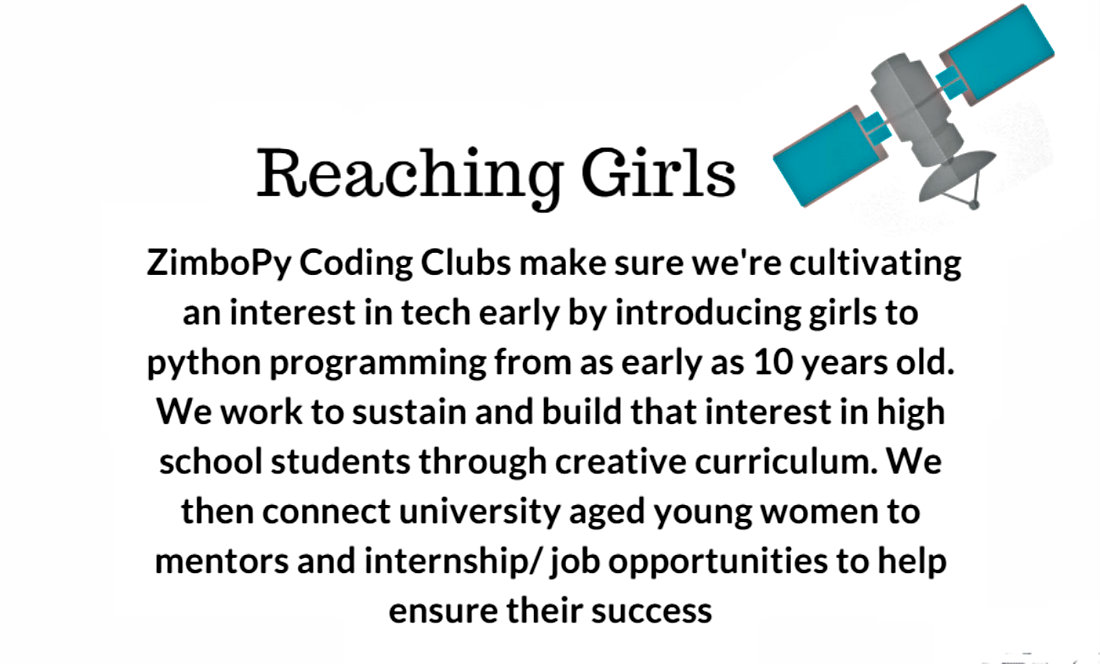 Reaching Girls
ZimboPy Coding Clubs make sure we're cultivating
an interest in tech early by introducing girls to
python programming from as early as 10 years old.
We work to sustain and build that interest in high
school students through creative curriculum. We
then connect university aged young women to
mentors and internship/ job opportunities to help
ensure their success